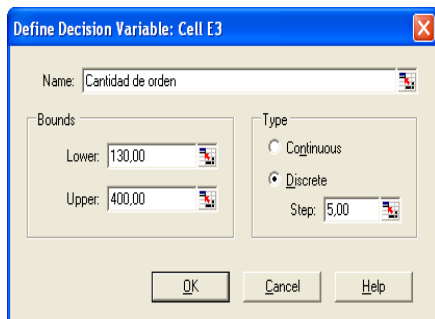 Define Decision Variable: Cell E3
Name: Cantidad de orden
Bounds
Lower: 130,00
Upper: 400,00
Type
Continuous
Discrete
Step: 5,00
OK
Cancel
Help